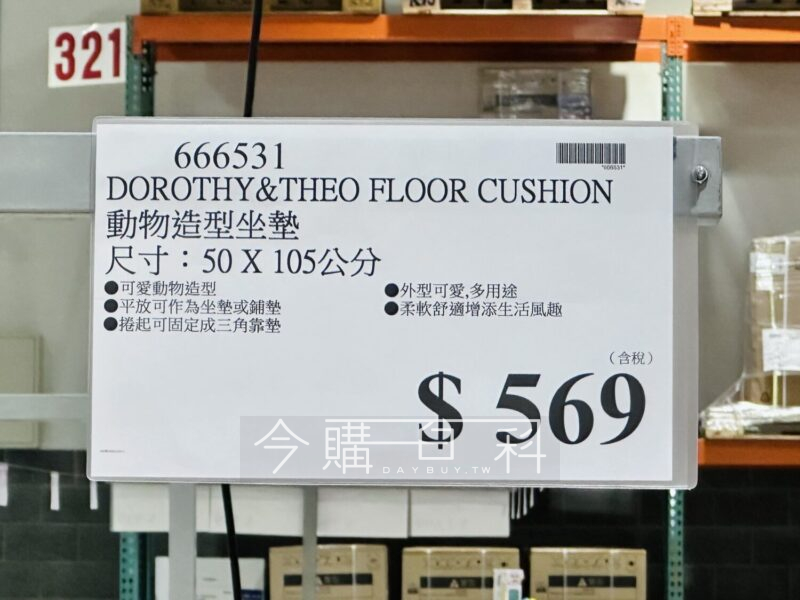 321
666531
*666531*
DOROTHY&THEO FLOOR CUSHION
動物造型坐墊
尺寸：50 X 105公分
●可愛動物造型
●平放可作為坐墊或鋪墊
●捲起可固定成三角靠墊
●外型可愛,多用途
●柔軟舒適增添生活風趣
（含稅）
$ 569
今購百科
DAYBUY.TW